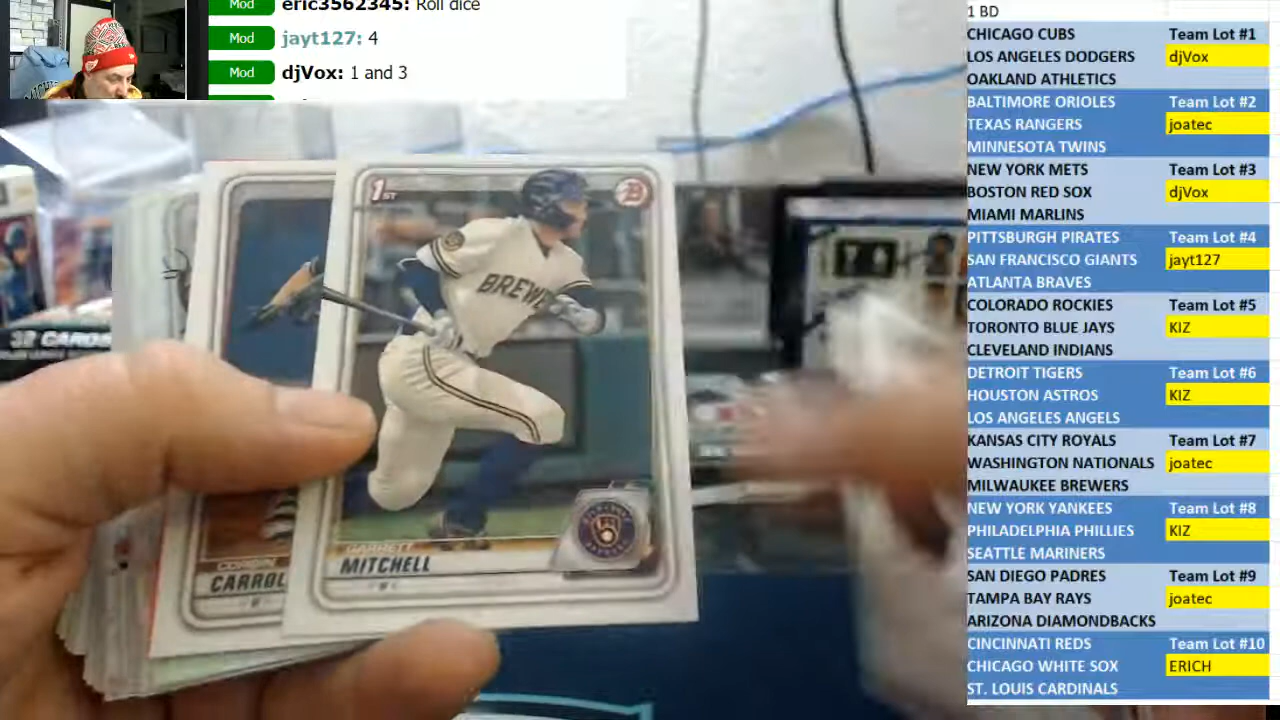 eric3562345: Roll dice
Mod jayt127: 4
Mod djVox: 1 and 3
1 BD
CHICAGO CUBS Team Lot #1
LOS ANGELES DODGERS djVox
OAKLAND ATHLETICS
BALTIMORE ORIOLES Team Lot #2
TEXAS RANGERS joatec
MINNESOTA TWINS
NEW YORK METS Team Lot #3
BOSTON RED SOX djVox
MIAMI MARLINS
PITTSBURGH PIRATES Team Lot #4
SAN FRANCISCO GIANTS jayt127
ATLANTA BRAVES
COLORADO ROCKIES Team Lot #5
TORONTO BLUE JAYS KIZ
CLEVELAND INDIANS
DETROIT TIGERS Team Lot #6
HOUSTON ASTROS KIZ
LOS ANGELES ANGELS
KANSAS CITY ROYALS Team Lot #7
WASHINGTON NATIONALS joatec
MILWAUKEE BREWERS
NEW YORK YANKEES Team Lot #8
PHILADELPHIA PHILLIES KIZ
SEATTLE MARINERS
SAN DIEGO PADRES Team Lot #9
TAMPA BAY RAYS joatec
ARIZONA DIAMONDBACKS
CINCINNATI REDS Team Lot #10
CHICAGO WHITE SOX ERICH
ST. LOUIS CARDINALS
1ST B
BREWE
GARRETT
MITCHELL
CORBIN
CARROL